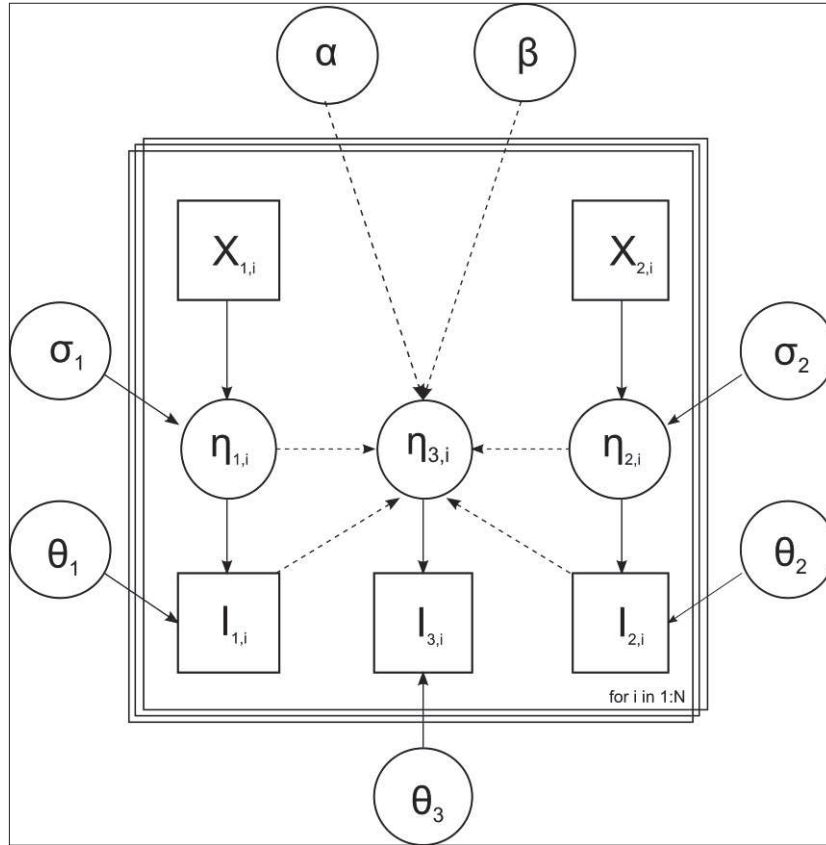 α
β
X₁,ᵢ
X₂,ᵢ
σ₁
σ₂
η₁,ᵢ
η₃,ᵢ
η₂,ᵢ
θ₁
θ₂
I₁,ᵢ
I₃,ᵢ
I₂,ᵢ
for i in 1:N
θ₃